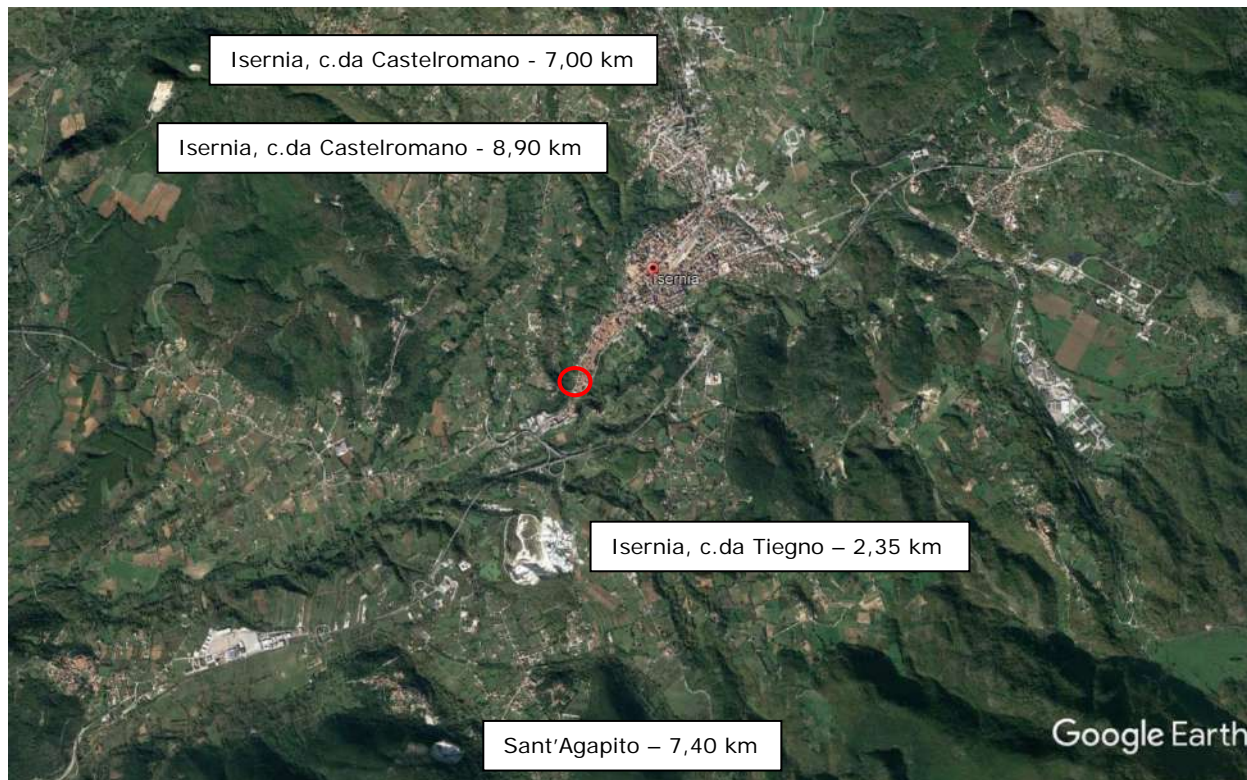 Isernia, c.da Castelromano - 7,00 km
Isernia, c.da Castelromano - 8,90 km
Isernia
Isernia, c.da Tiegno – 2,35 km
Sant'Agapito – 7,40 km
Google Earth